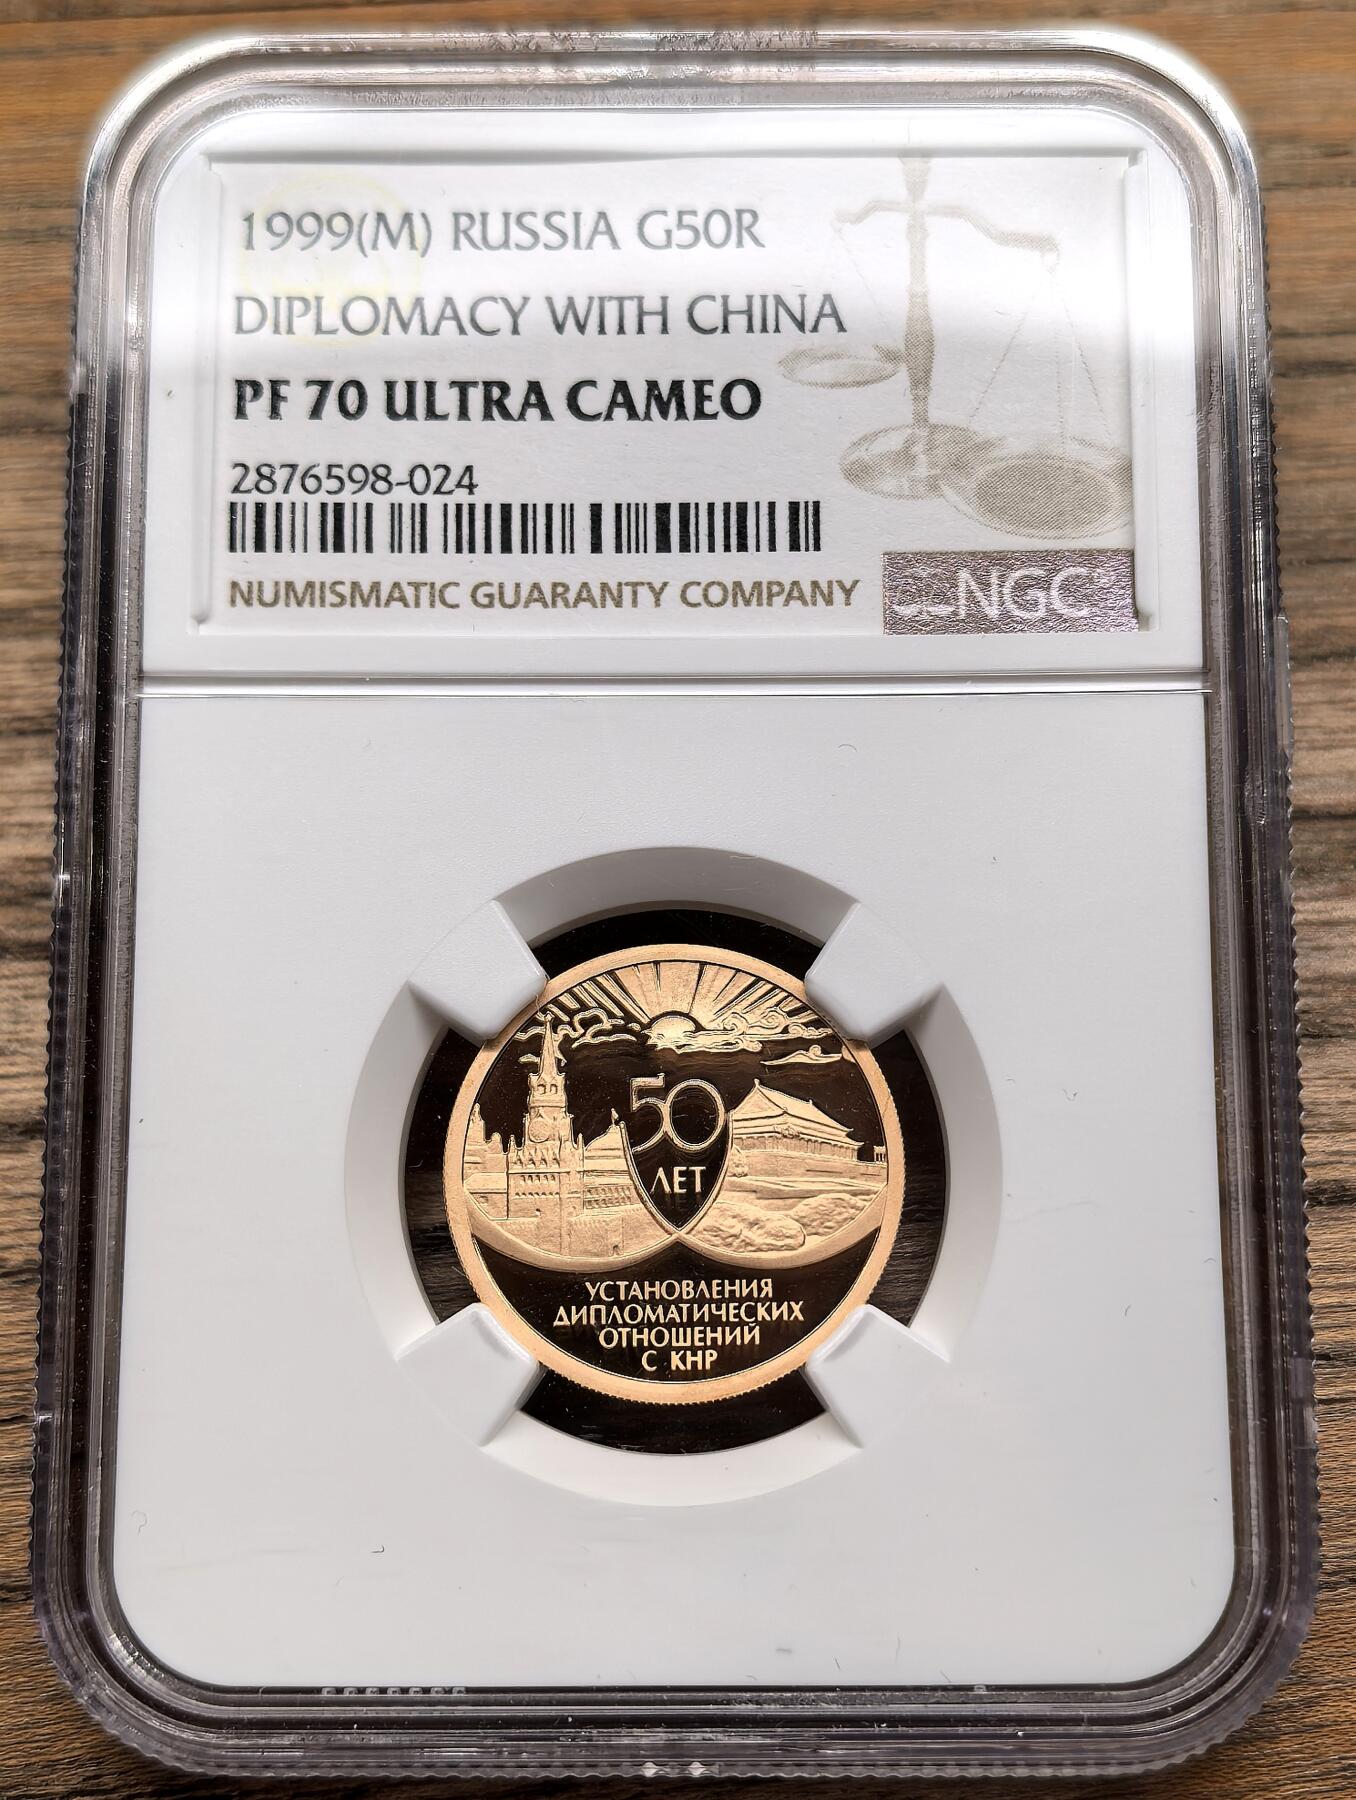 1999(M) RUSSIA G50R
DIPLOMACY WITH CHINA
PF 70 ULTRA CAMEO
2876598-024
NUMISMATIC GUARANTY COMPANY
NGC
50
ЛЕТ
УСТАНОВЛЕНИЯ
ДИПЛОМАТИЧЕСКИХ
ОТНОШЕНИЙ
С КНР